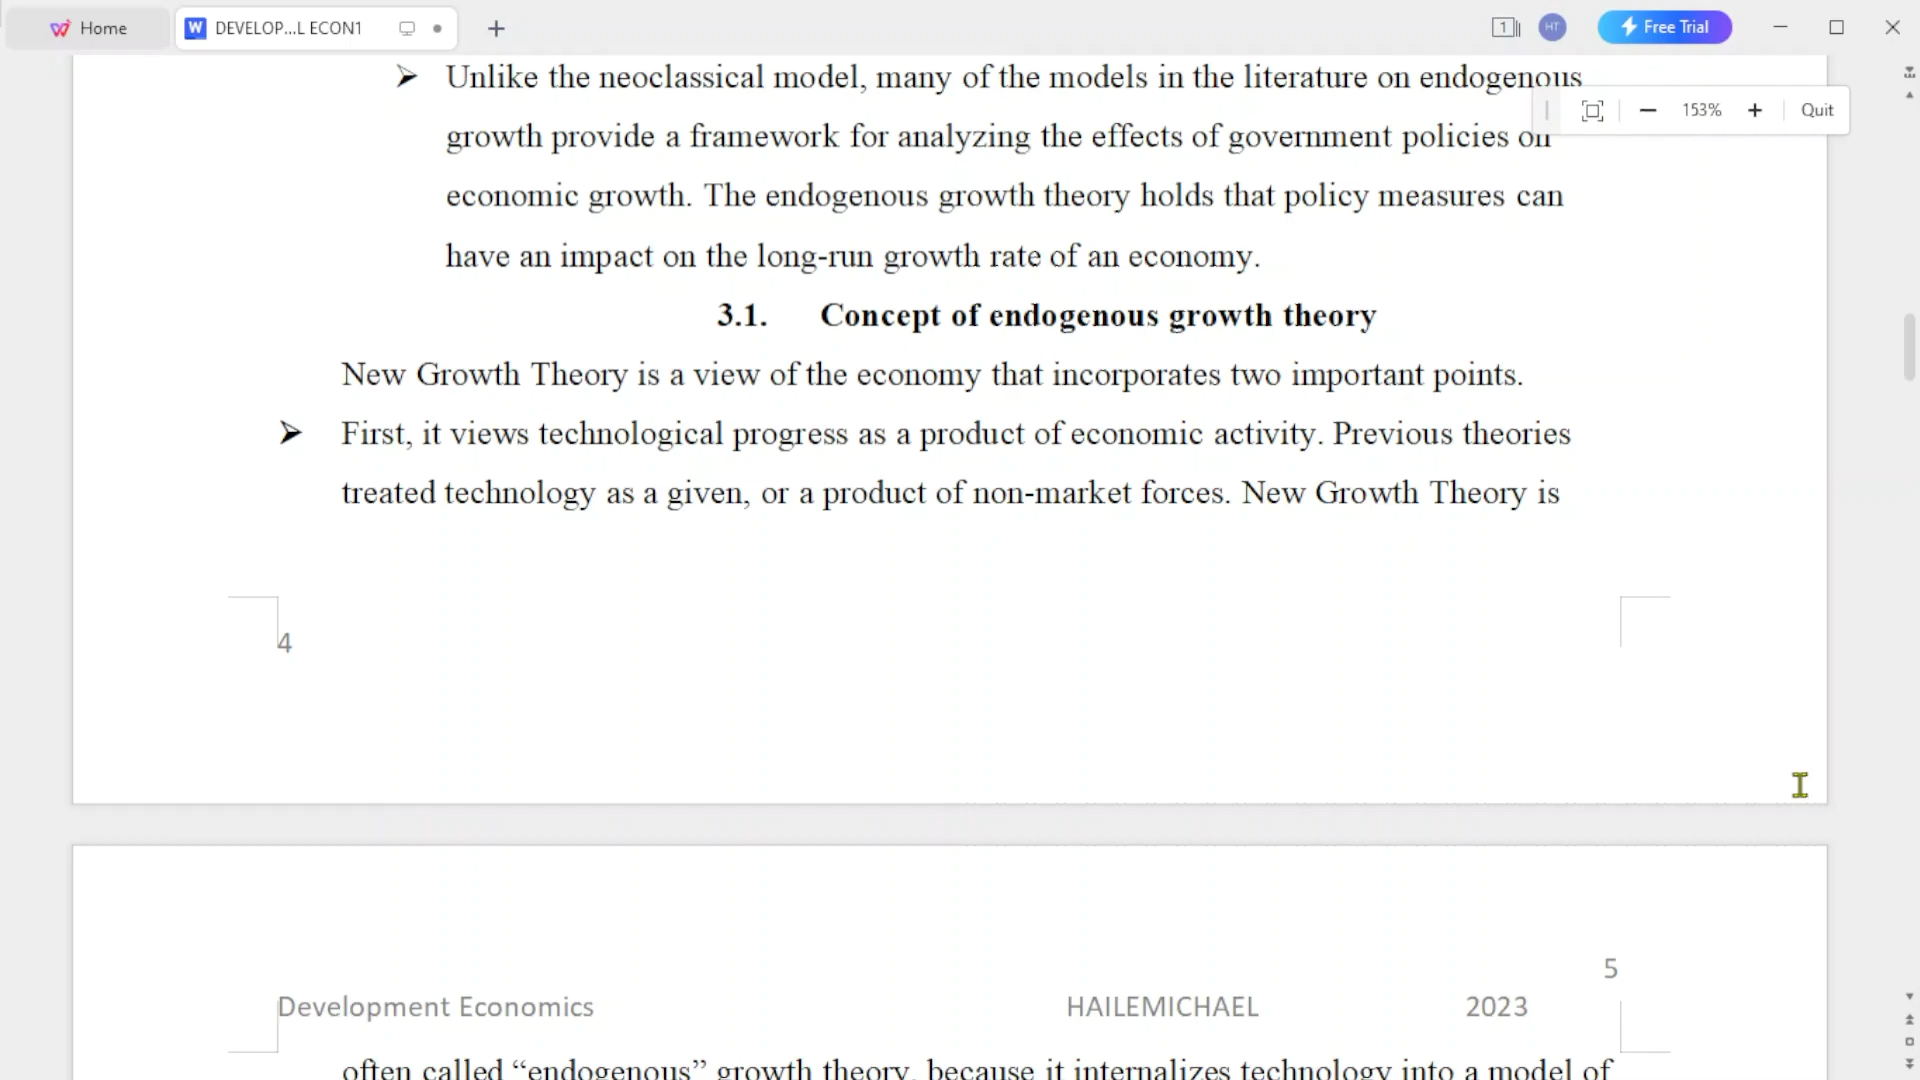 Home
DEVELOP...L ECON1
1
HT
Free Trial
153%
Quit
➢ Unlike the neoclassical model, many of the models in the literature on endogenous
growth provide a framework for analyzing the effects of government policies on
economic growth. The endogenous growth theory holds that policy measures can
have an impact on the long-run growth rate of an economy.
3.1. Concept of endogenous growth theory
New Growth Theory is a view of the economy that incorporates two important points.
➢ First, it views technological progress as a product of economic activity. Previous theories
treated technology as a given, or a product of non-market forces. New Growth Theory is
4
5
Development Economics HAILEMICHAEL 2023
often called “endogenous” growth theory, because it internalizes technology into a model of